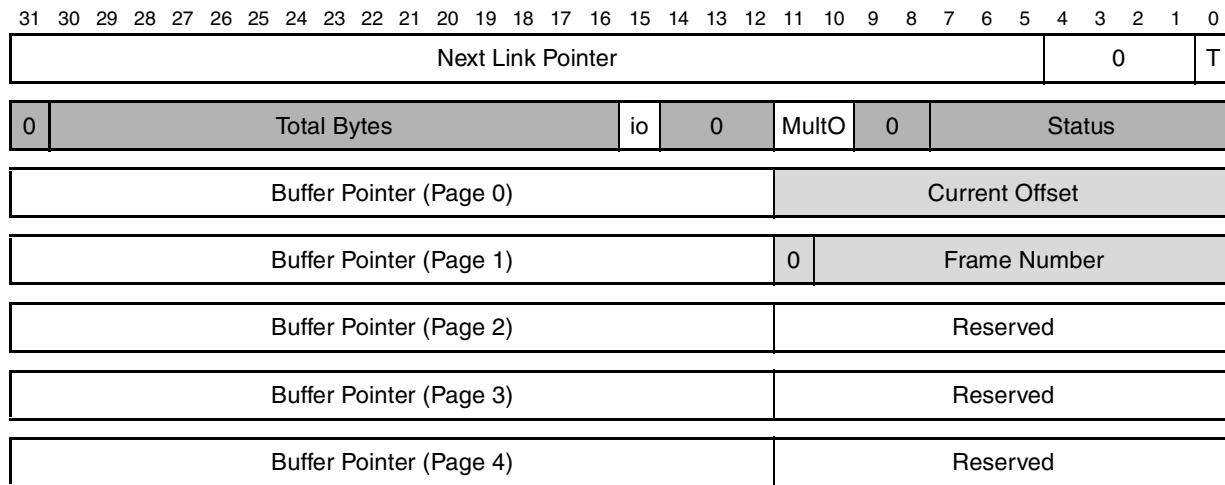 31 30 29 28 27 26 25 24 23 22 21 20 19 18 17 16 15 14 13 12 11 10 9 8 7 6 5 4 3 2 1 0
Next Link Pointer 0 T
0 Total Bytes io 0 MultO 0 Status
Buffer Pointer (Page 0) Current Offset
Buffer Pointer (Page 1) 0 Frame Number
Buffer Pointer (Page 2) Reserved
Buffer Pointer (Page 3) Reserved
Buffer Pointer (Page 4) Reserved